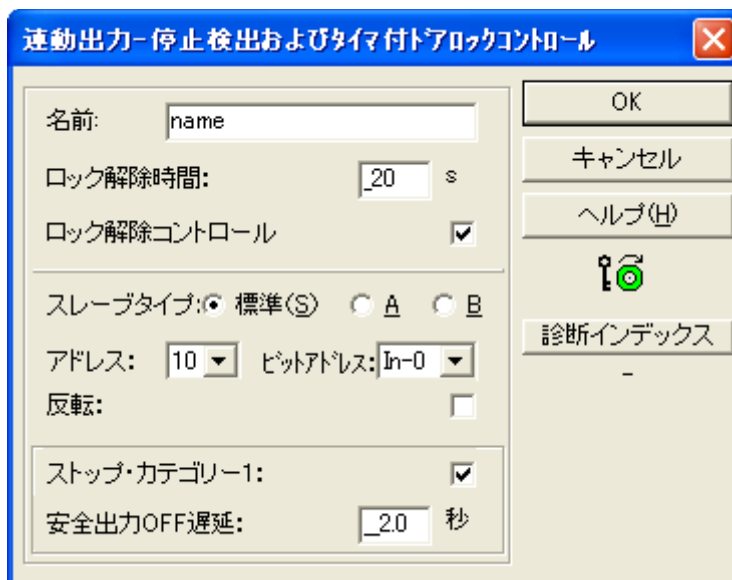 連動出力-停止検出およびﾀｲﾏ付ﾄﾞｱﾛｯｸｺﾝﾄﾛｰﾙ
名前: name
ロック解除時間: _20 s
ロック解除コントロール
スレーブタイプ: 標準(S) A B
アドレス: 10 ﾋﾞｯﾄｱﾄﾞﾚｽ: In-0
反転:
ストップ・カテゴリー1:
安全出力OFF遅延: __2.0 秒
OK
キャンセル
ヘルプ(H)
診断インデックス
-